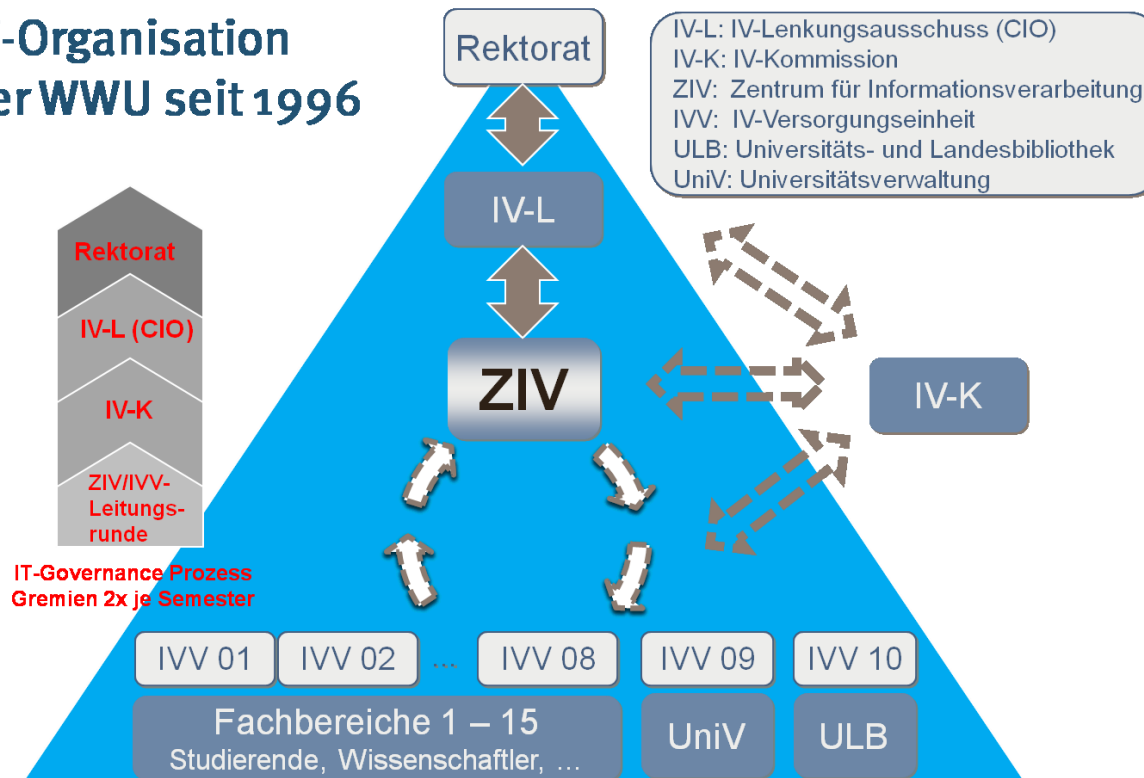 -Organisation
er WWU seit 1996
Rektorat
IV-L: IV-Lenkungsausschuss (CIO)
IV-K: IV-Kommission
ZIV: Zentrum für Informationsverarbeitung
IVV: IV-Versorgungseinheit
ULB: Universitäts- und Landesbibliothek
UniV: Universitätsverwaltung
IV-L
ZIV
IV-K
Rektorat
IV-L (CIO)
IV-K
ZIV/IVV-
Leitungs-
runde
IT-Governance Prozess
Gremien 2x je Semester
IVV 01
IVV 02
...
IVV 08
IVV 09
IVV 10
Fachbereiche 1 – 15
Studierende, Wissenschaftler, ...
UniV
ULB